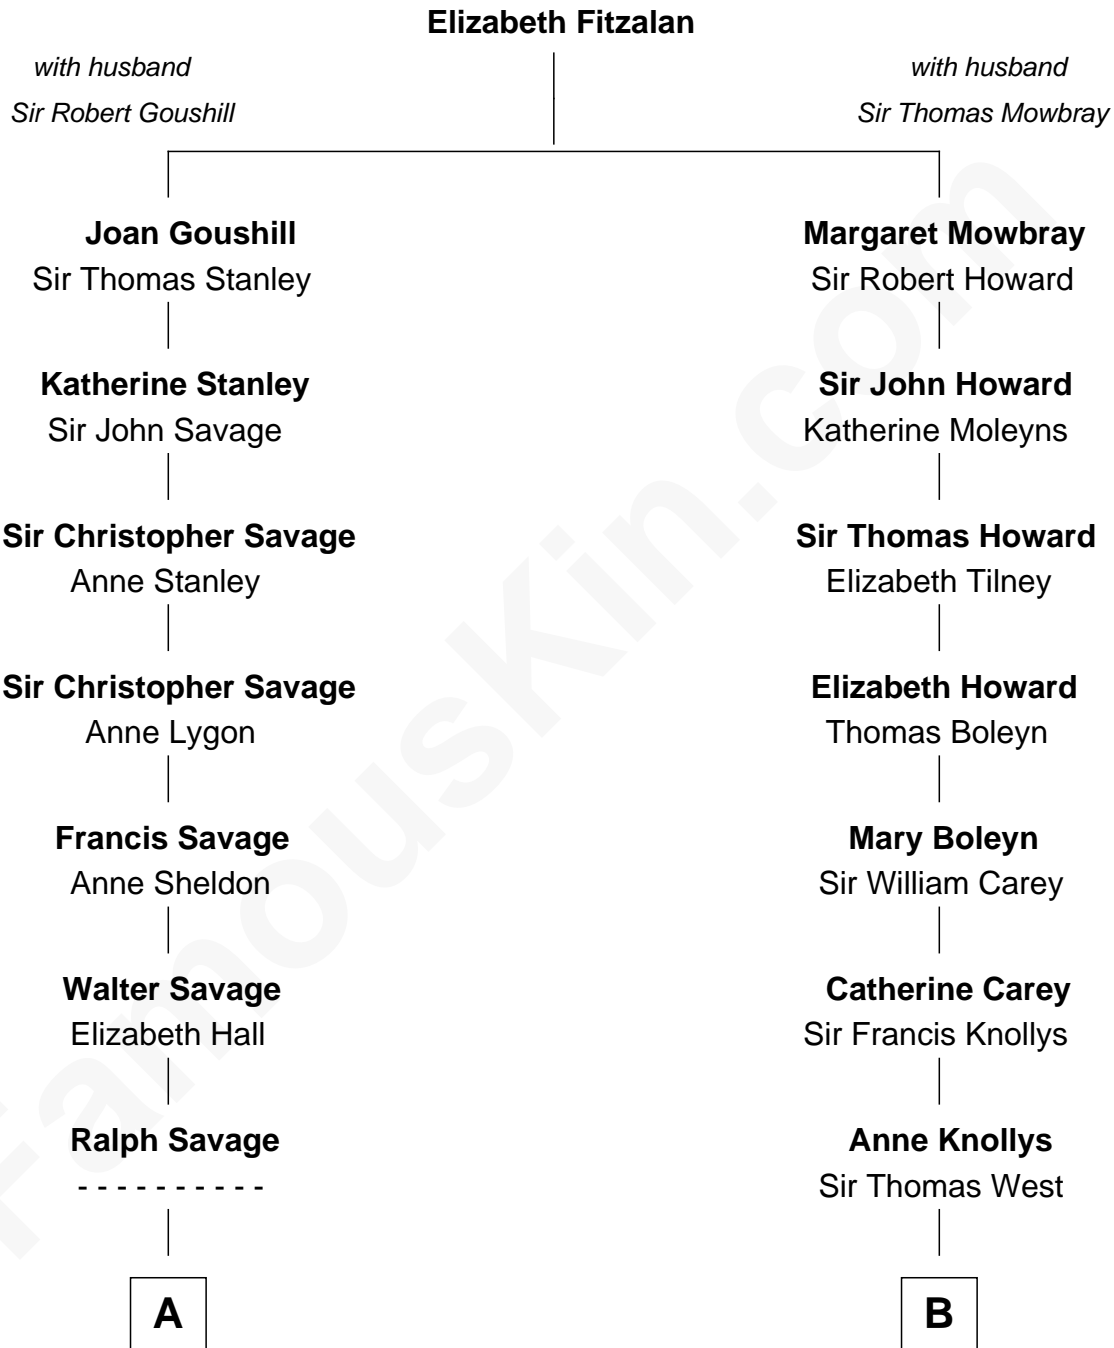 Elizabeth Fitzalan
with husband
Sir Robert Goushill
with husband
Sir Thomas Mowbray
Joan Goushill
Sir Thomas Stanley
Katherine Stanley
Sir John Savage
Sir Christopher Savage
Anne Stanley
Sir Christopher Savage
Anne Lygon
Francis Savage
Anne Sheldon
Walter Savage
Elizabeth Hall
Ralph Savage
- - - - - - - - - -
A
Margaret Mowbray
Sir Robert Howard
Sir John Howard
Katherine Moleyns
Sir Thomas Howard
Elizabeth Tilney
Elizabeth Howard
Thomas Boleyn
Mary Boleyn
Sir William Carey
Catherine Carey
Sir Francis Knollys
Anne Knollys
Sir Thomas West
B
FamousKin.com